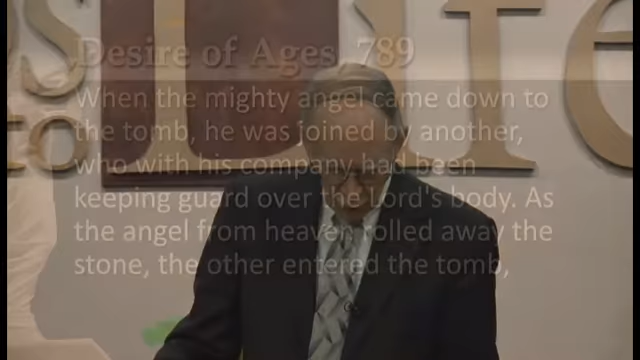 Desire of Ages, 789
When the mighty angel came down to
the tomb, he was joined by another,
who with his company had been
keeping guard over the Lord's body. As
the angel from heaven rolled away the
stone, the other entered the tomb,